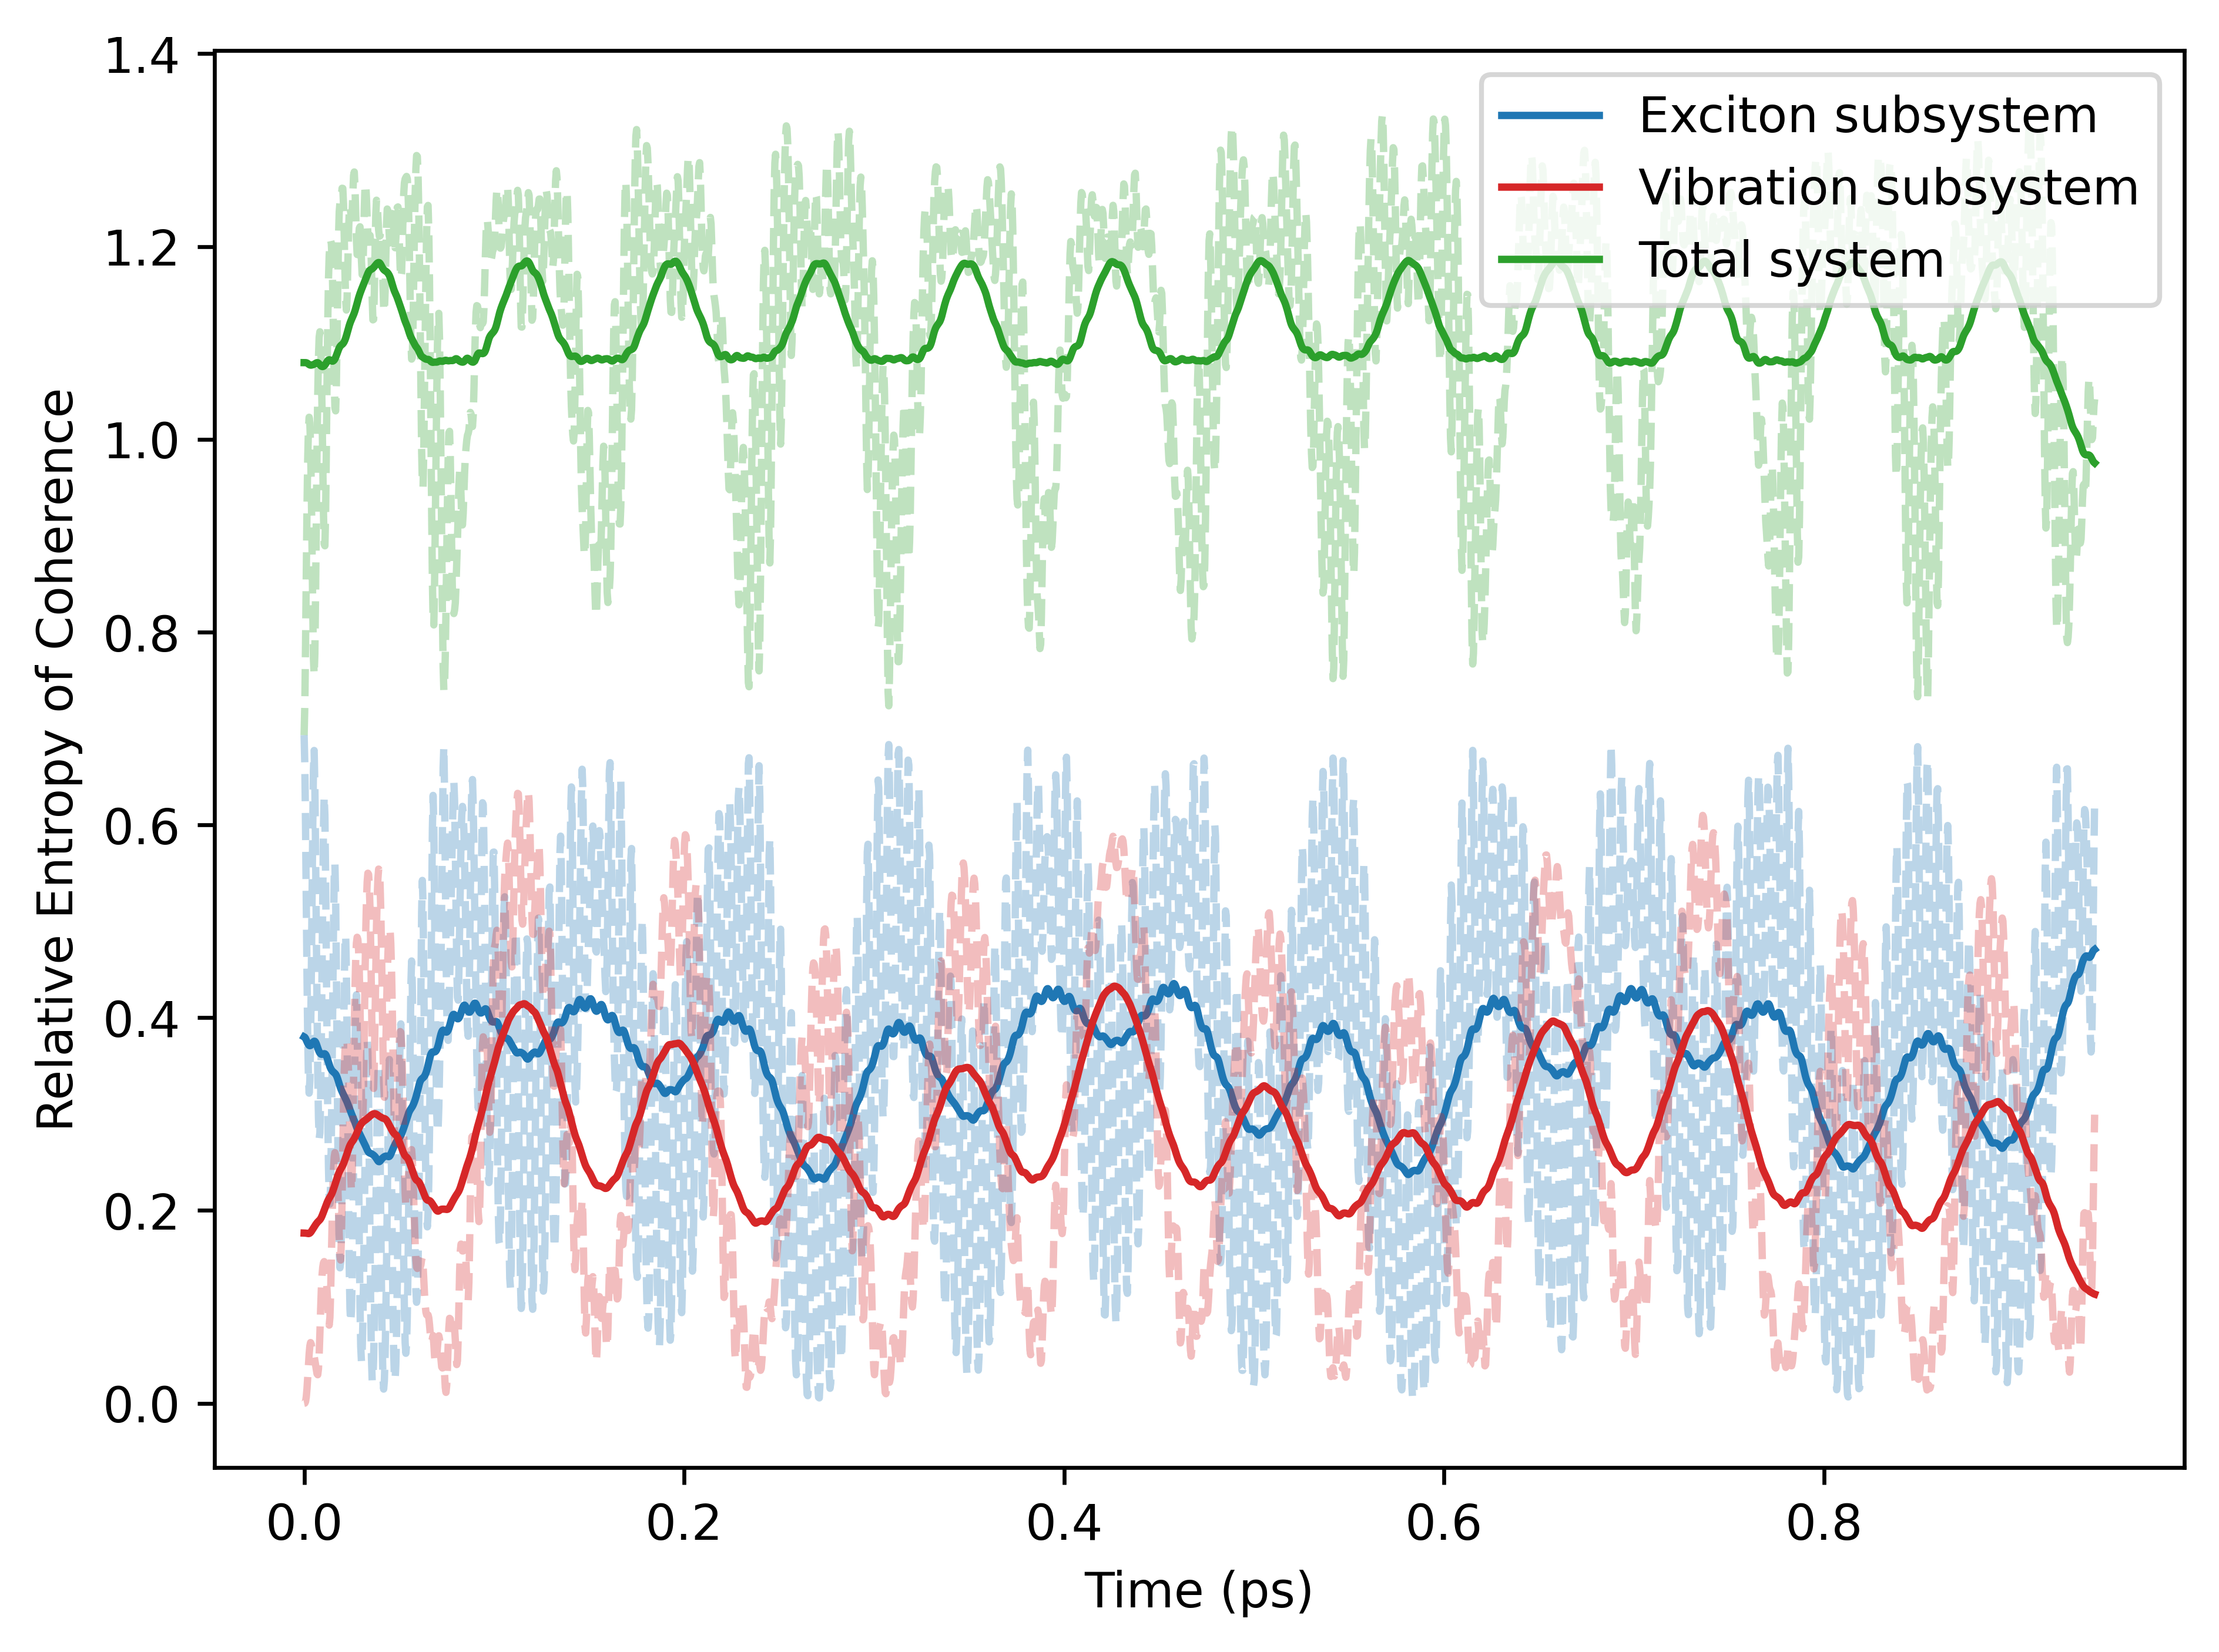 Relative Entropy of Coherence
1.4
1.2
1.0
0.8
0.6
0.4
0.2
0.0
Exciton subsystem
Vibration subsystem
Total system
0.0 0.2 0.4 0.6 0.8
Time (ps)